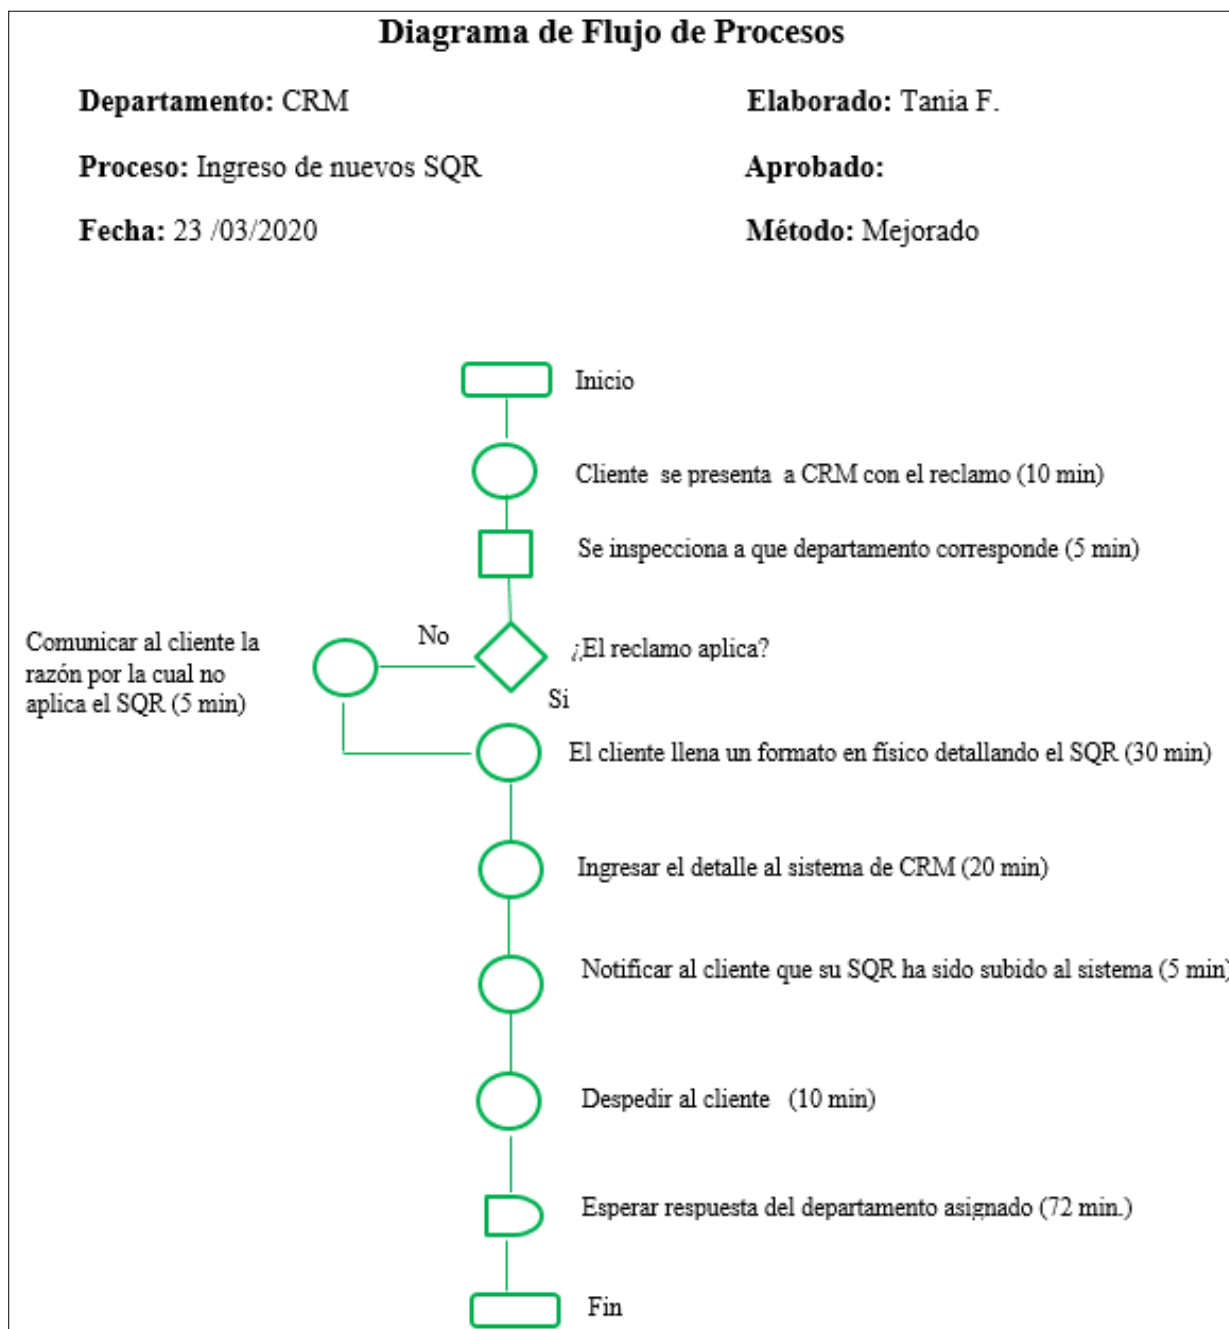 Diagrama de Flujo de Procesos
Departamento: CRM
Elaborado: Tania F.
Proceso: Ingreso de nuevos SQR
Aprobado:
Fecha: 23 /03/2020
Método: Mejorado
Inicio
Cliente se presenta a CRM con el reclamo (10 min)
Se inspecciona a que departamento corresponde (5 min)
Comunicar al cliente la
razón por la cual no
aplica el SQR (5 min)
No
¿El reclamo aplica?
Si
El cliente llena un formato en físico detallando el SQR (30 min)
Ingresar el detalle al sistema de CRM (20 min)
Notificar al cliente que su SQR ha sido subido al sistema (5 min)
Despedir al cliente (10 min)
Esperar respuesta del departamento asignado (72 min.)
Fin